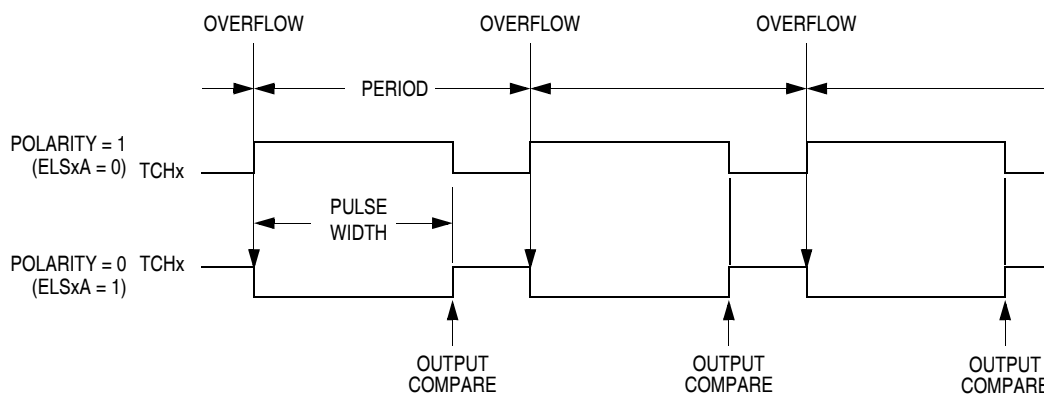 OVERFLOW
OVERFLOW
OVERFLOW
PERIOD
POLARITY = 1
(ELSxA = 0)
TCHx
PULSE
WIDTH
POLARITY = 0
TCHx
(ELSxA = 1)
OUTPUT
COMPARE
OUTPUT
COMPARE
OUTPUT
COMPARE